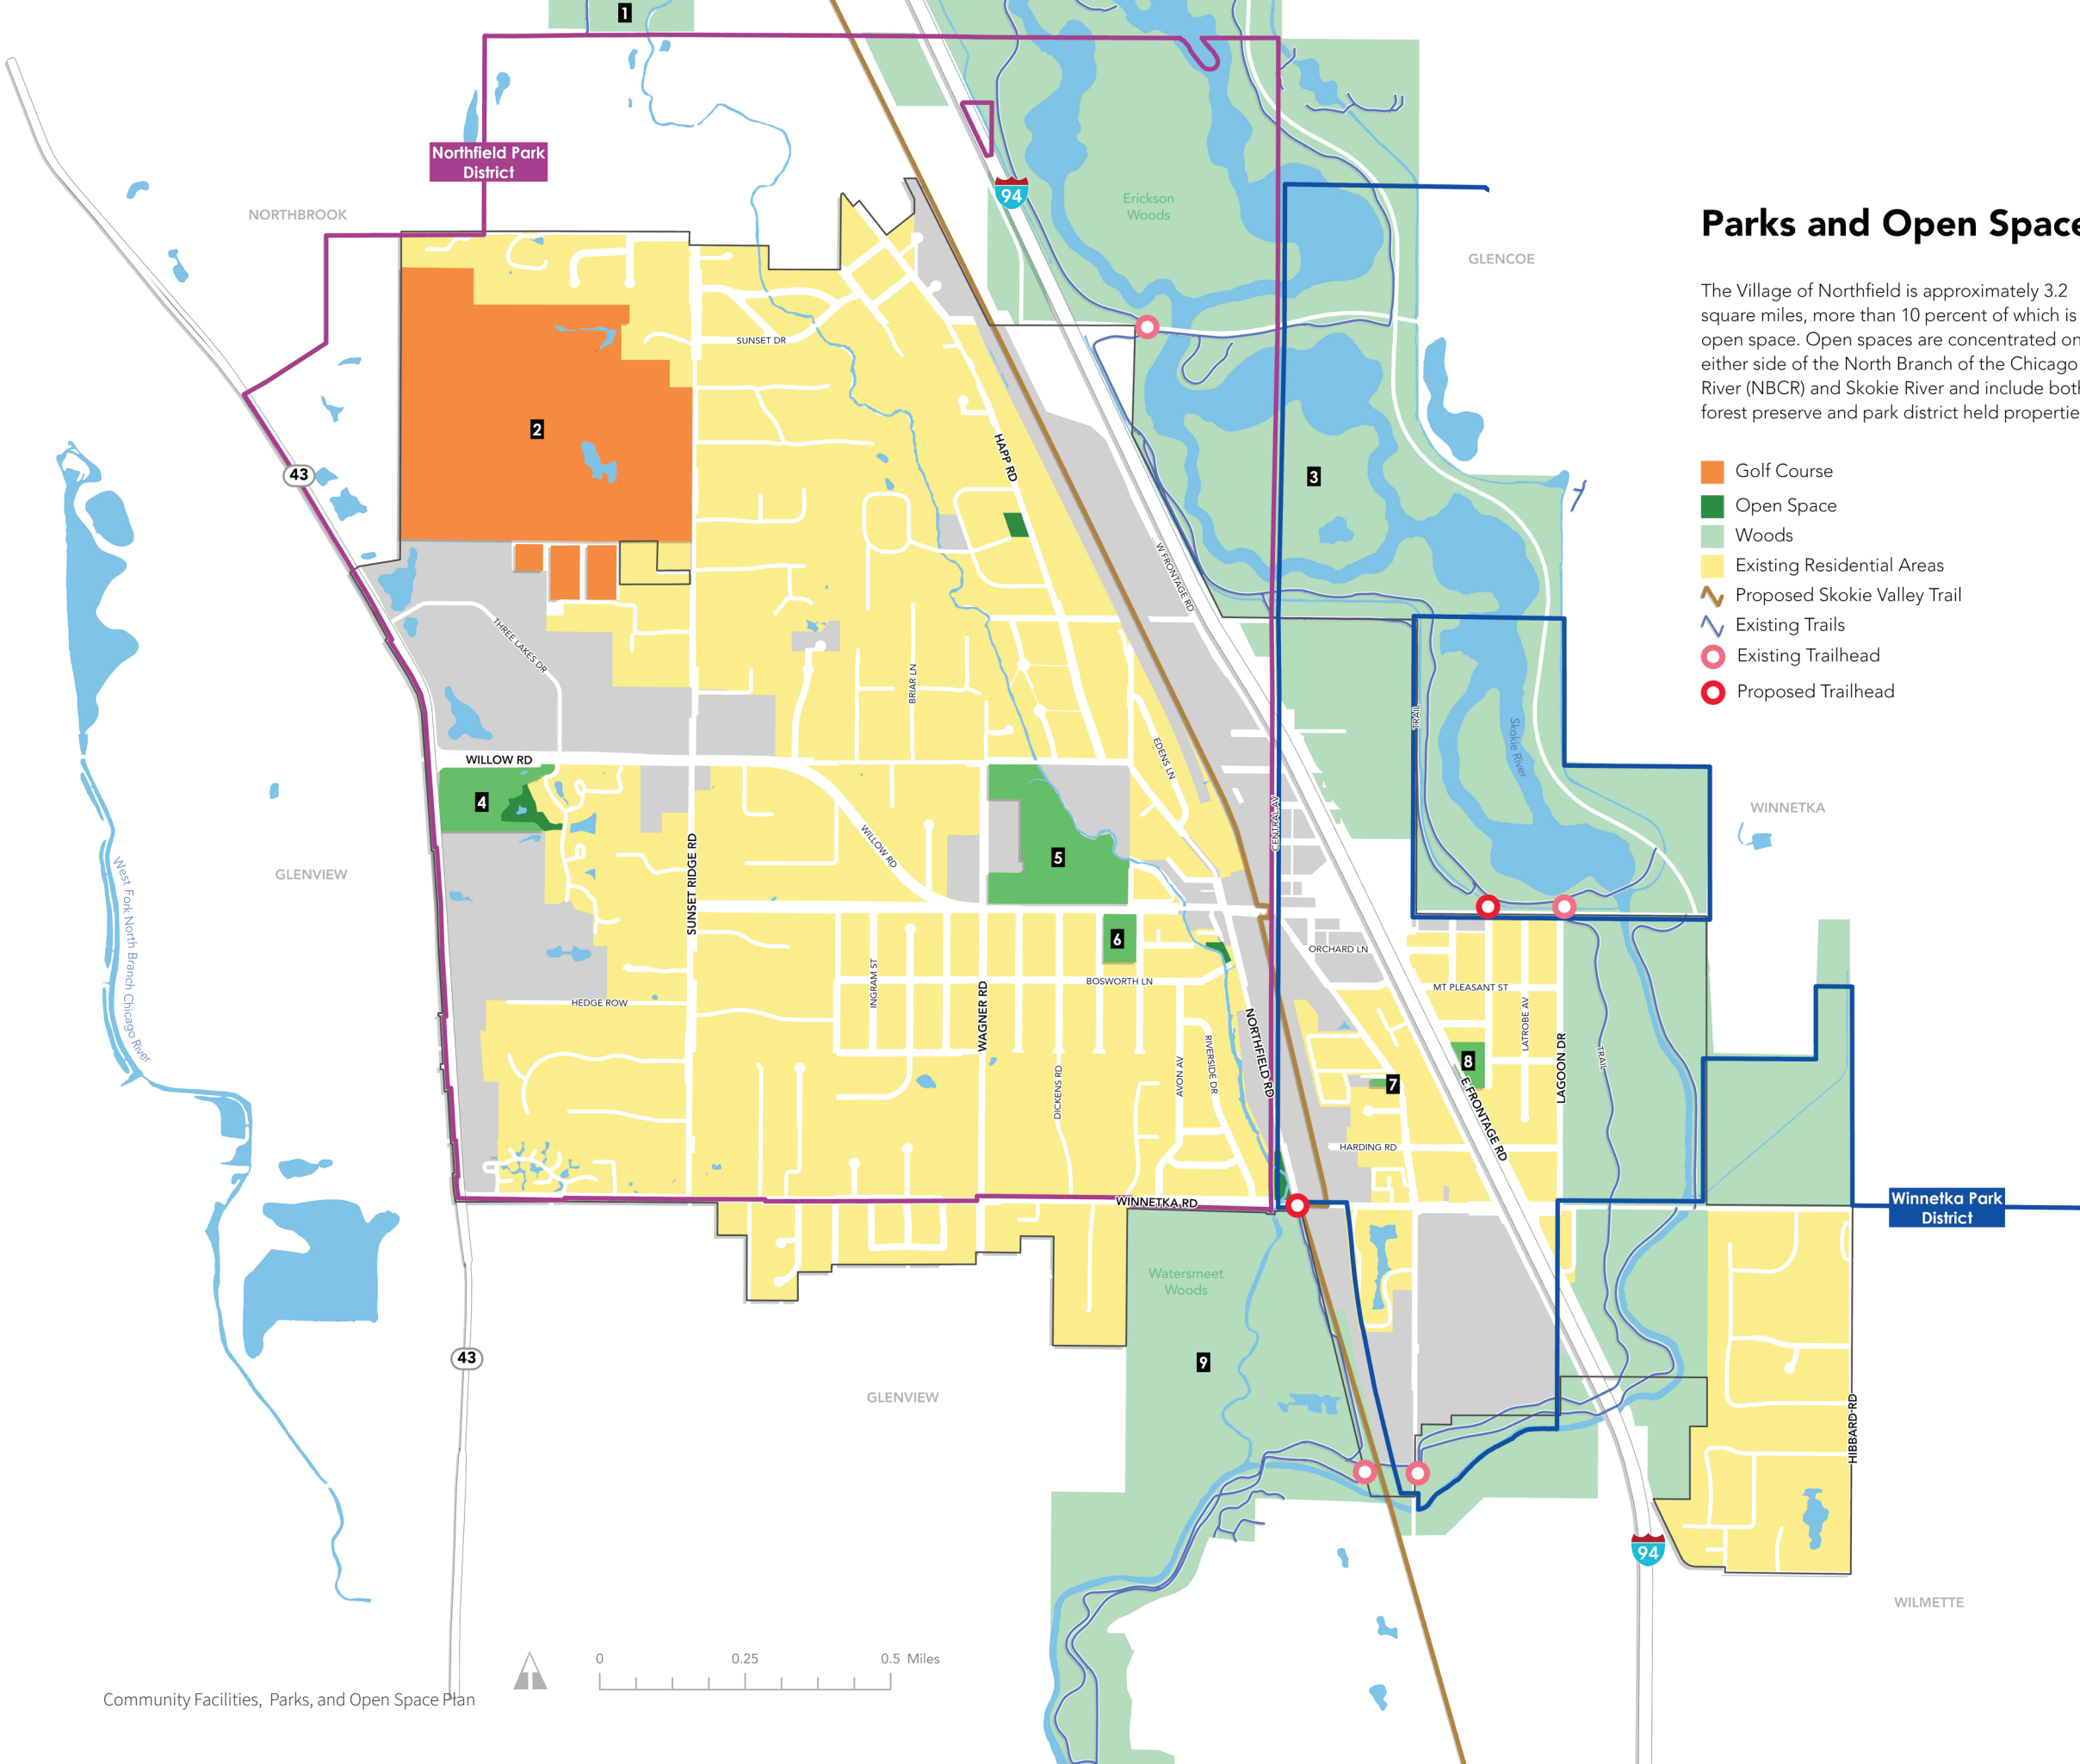 1
Northfield Park
District
94
Erickson
Woods
NORTHBROOK
GLENCOE
Parks and Open Space
The Village of Northfield is approximately 3.2
square miles, more than 10 percent of which is
open space. Open spaces are concentrated on
either side of the North Branch of the Chicago
River (NBCR) and Skokie River and include
forest preserve and park district held
Golf Course
Open Space
Woods
Existing Residential Areas
Proposed Skokie Valley Trail
Existing Trails
Existing Trailhead
Proposed Trailhead
SUNSET DR
2
HAPP RD
43
3
W FRONTAGE RD
THREE LAKES DR
BRIAR LN
TRAIL
Skokie River
WILLOW RD
EDENS LN
4
CENTRAL AV
WINNETKA
GLENVIEW
SUNSET RIDGE RD
WILLOW RD
5
West Fork North Branch Chicago River
6
ORCHARD LN
INGRAM ST
BOSWORTH LN
MT PLEASANT ST
HEDGE ROW
WAGNER RD
LATROBE AV
NORTHFIELD RD
RIVERSIDE DR
AVON AV
DICKENS RD
8
7
LAGOON DR
TRAIL
E FRONTAGE RD
HARDING RD
WINNETKA RD
Winnetka Park
District
Watersmeet
Woods
9
43
GLENVIEW
HIBBARD RD
94
WILMETTE
0 0.25 0.5 Miles
Community Facilities, Parks, and Open Space Plan